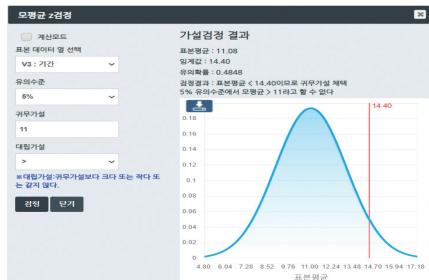 모평균 z검정
계산모드
표본 데이터 열 선택
V3 : 기간
유의수준
5%
귀무가설
11
대립가설
>
※대립가설:귀무가설보다 크다 또는 작다 또
는 같지 않다.
검정 닫기
가설검정 결과
표본평균 : 11.08
임계값 : 14.40
유의확률 : 0.4848
검정결과 : 표본평균 < 14.40이므로 귀무가설 채택
5% 유의수준에서 모평균 > 11라고 할 수 없다
14.40
0.18
0.16
0.14
0.12
0.1
0.08
0.06
0.04
0.02
0
4.80 6.04 7.28 8.52 9.76 11.00 12.24 13.48 14.70 15.94 17.18
표본평균